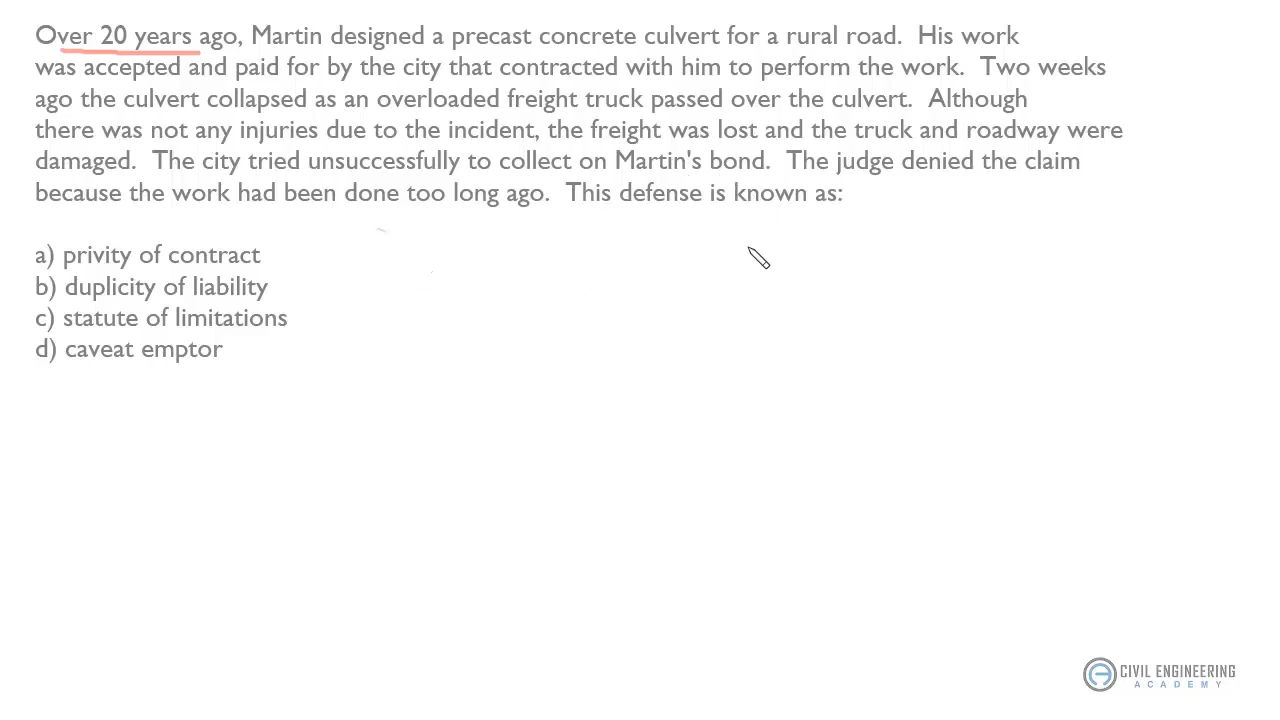 Over 20 years ago, Martin designed a precast concrete culvert for a rural road.  His work
was accepted and paid for by the city that contracted with him to perform the work.  Two weeks
ago the culvert collapsed as an overloaded freight truck passed over the culvert.  Although
there was not any injuries due to the incident, the freight was lost and the truck and roadway were
damaged.  The city tried unsuccessfully to collect on Martin's bond.  The judge denied the claim
because the work had been done too long ago.  This defense is known as:
a) privity of contract
b) duplicity of liability
c) statute of limitations
d) caveat emptor
CIVIL ENGINEERING
ACADEMY